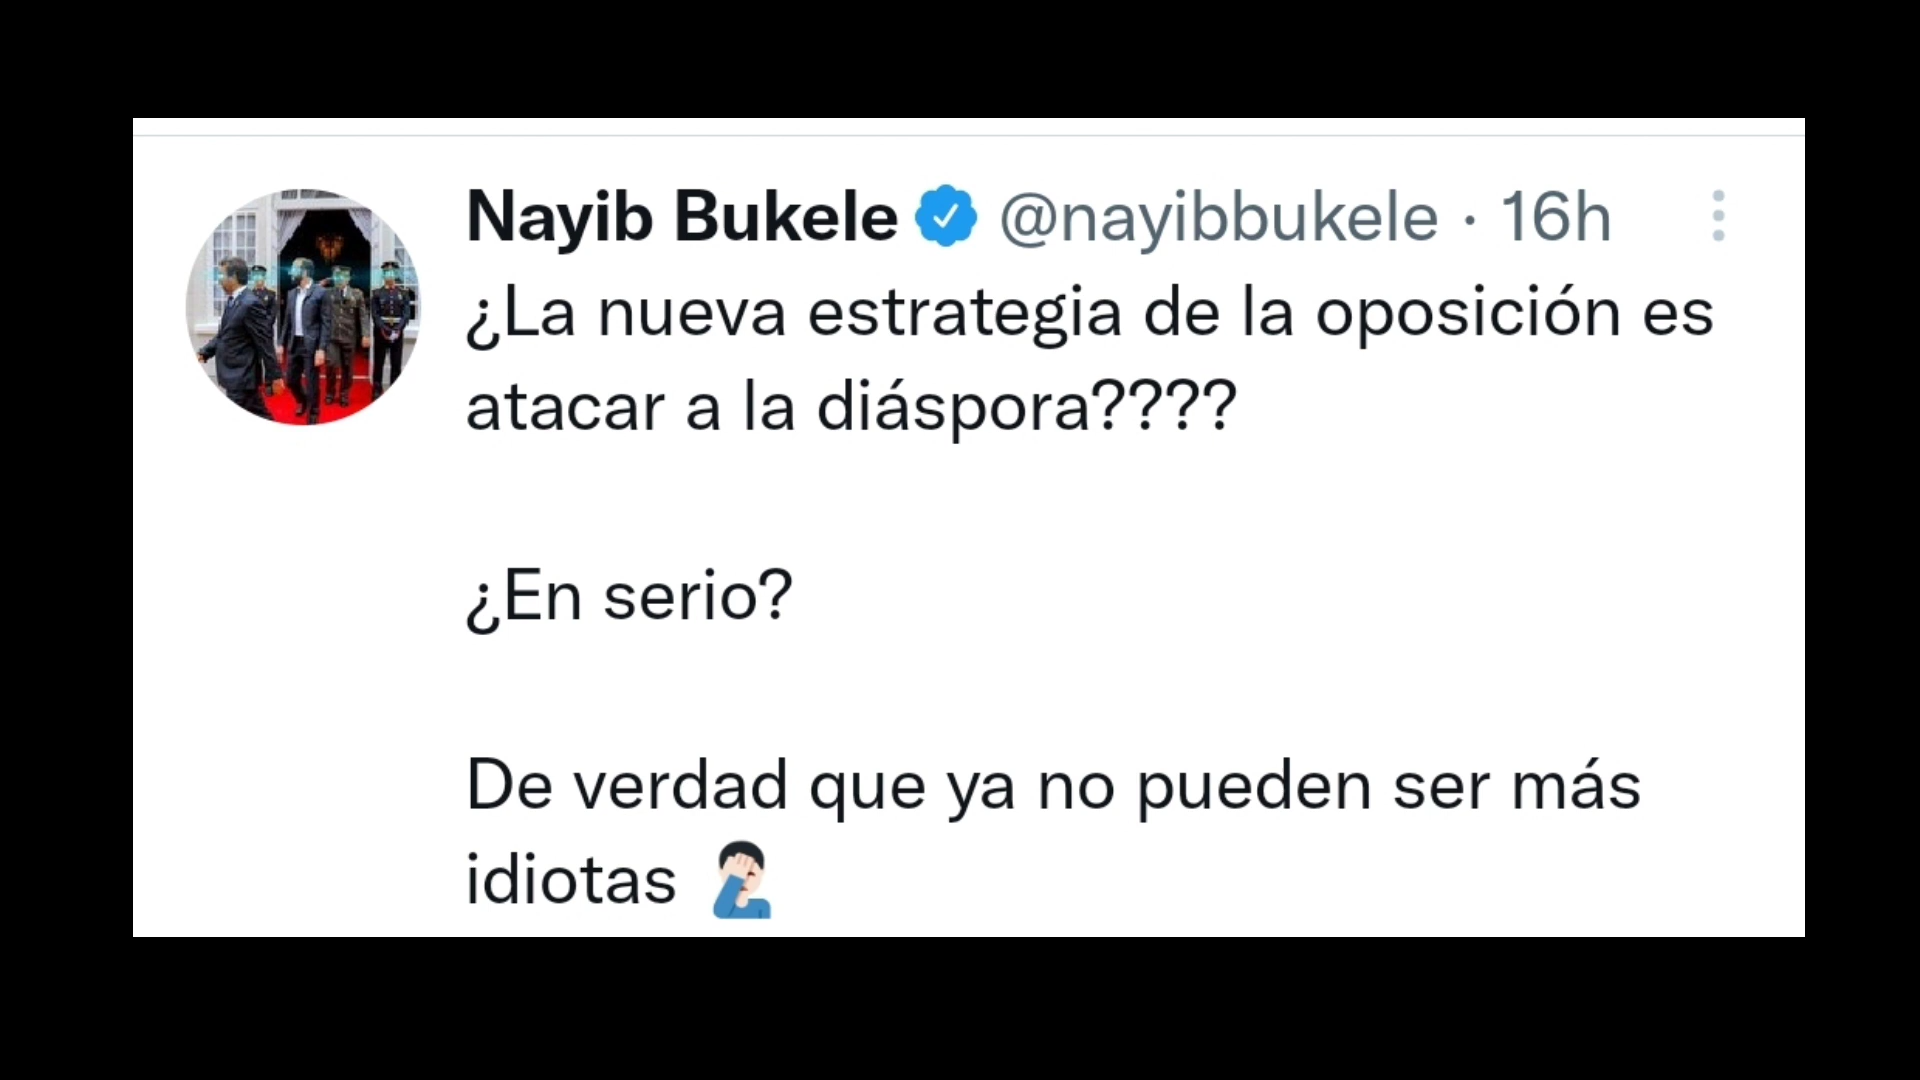 Nayib Bukele @nayibbukele · 16h
¿La nueva estrategia de la oposición es
atacar a la diáspora????
¿En serio?
De verdad que ya no pueden ser más
idiotas 🤦🏻‍♂️